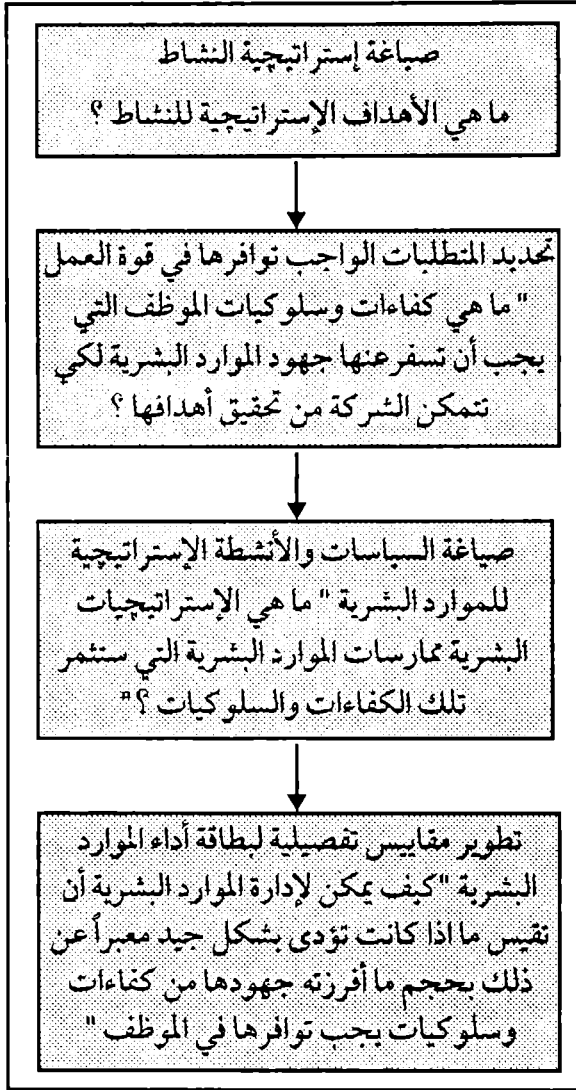 صياغة إستراتيجية النشاط
ما هي الأهداف الإستراتيجية للنشاط ؟
تحديد المتطلبات الواجب توافرها في قوة العمل
" ما هي كفاءات وسلوكيات الموظف التي
يجب أن تسفر عنها جهود الموارد البشرية لكي
تتمكن الشركة من تحقيق أهدافها ؟
صياغة السياسات والأنشطة الإستراتيجية
للموارد البشرية " ما هي الإستراتيجيات
البشرية ممارسات الموارد البشرية التي ستثمر
تلك الكفاءات والسلوكيات ؟"
تطوير مقاييس تفصيلية لبطاقة أداء الموارد
البشرية "كيف يمكن لإدارة الموارد البشرية أن
تقيس ما اذا كانت تؤدى بشكل جيد معبراً عن
ذلك بحجم ما أفرزته جهودها من كفاءات
وسلوكيات يجب توافرها في الموظف "